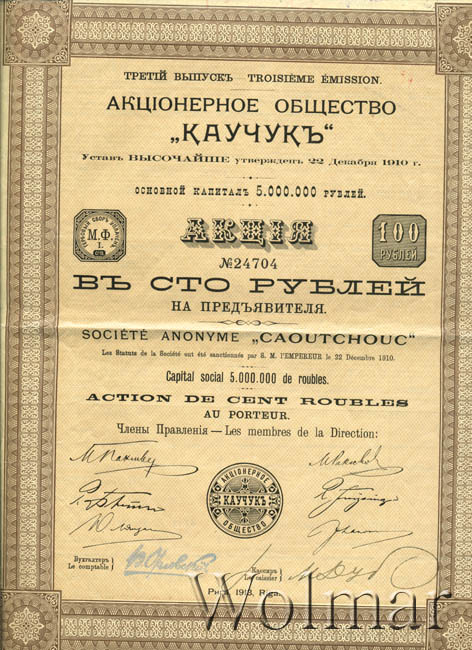 ТРЕТІЙ ВЫПУСКЪ TROISIÈME ÉMISSION.
АКЦІОНЕРНОЕ ОБЩЕСТВО
„КАУЧУКЪ“
Уставъ ВЫСОЧАЙШЕ утвержденъ 22 Декабря 1910 г.
ОСНОВНОЙ КАПИТАЛЪ 5.000.000 РУБЛЕЙ.
АКЦІЯ
М.Ф.
I.
100
РУБЛЕЙ.
№24704
ВЪ СТО РУБЛЕЙ
НА ПРЕДЪЯВИТЕЛЯ.
SOCIÉTÉ ANONYME „CAOUTCHOUC“
Les Statuts de la Société ont été sanctionnés par S. M. l'EMPEREUR le 22 Décembre 1910.
Capital social 5.000.000 de roubles.
ACTION DE CENT ROUBLES
AU PORTEUR.
Члены Правленія — Les membres de la Direction:
АКЦІОНЕРНОЕ
КАУЧУКЪ
ОБЩЕСТВО
Бухгалтеръ
Le comptable
Кассиръ
Le caissier
Рига, 1913, Riga.
Wolmar